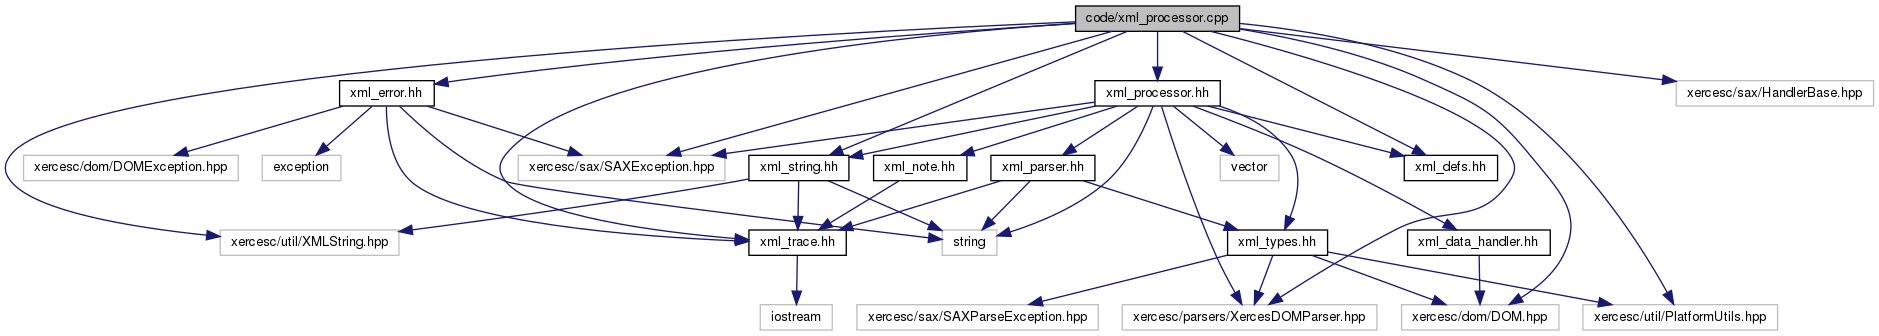 code/xml_processor.cpp
xml_error.hh
xml_processor.hh
xercesc/sax/HandlerBase.hpp
xercesc/dom/DOMException.hpp
exception
xercesc/sax/SAXException.hpp
xml_string.hh
xml_note.hh
xml_parser.hh
vector
xml_defs.hh
xercesc/util/XMLString.hpp
xml_trace.hh
string
xml_types.hh
xml_data_handler.hh
iostream
xercesc/sax/SAXParseException.hpp
xercesc/parsers/XercesDOMParser.hpp
xercesc/dom/DOM.hpp
xercesc/util/PlatformUtils.hpp